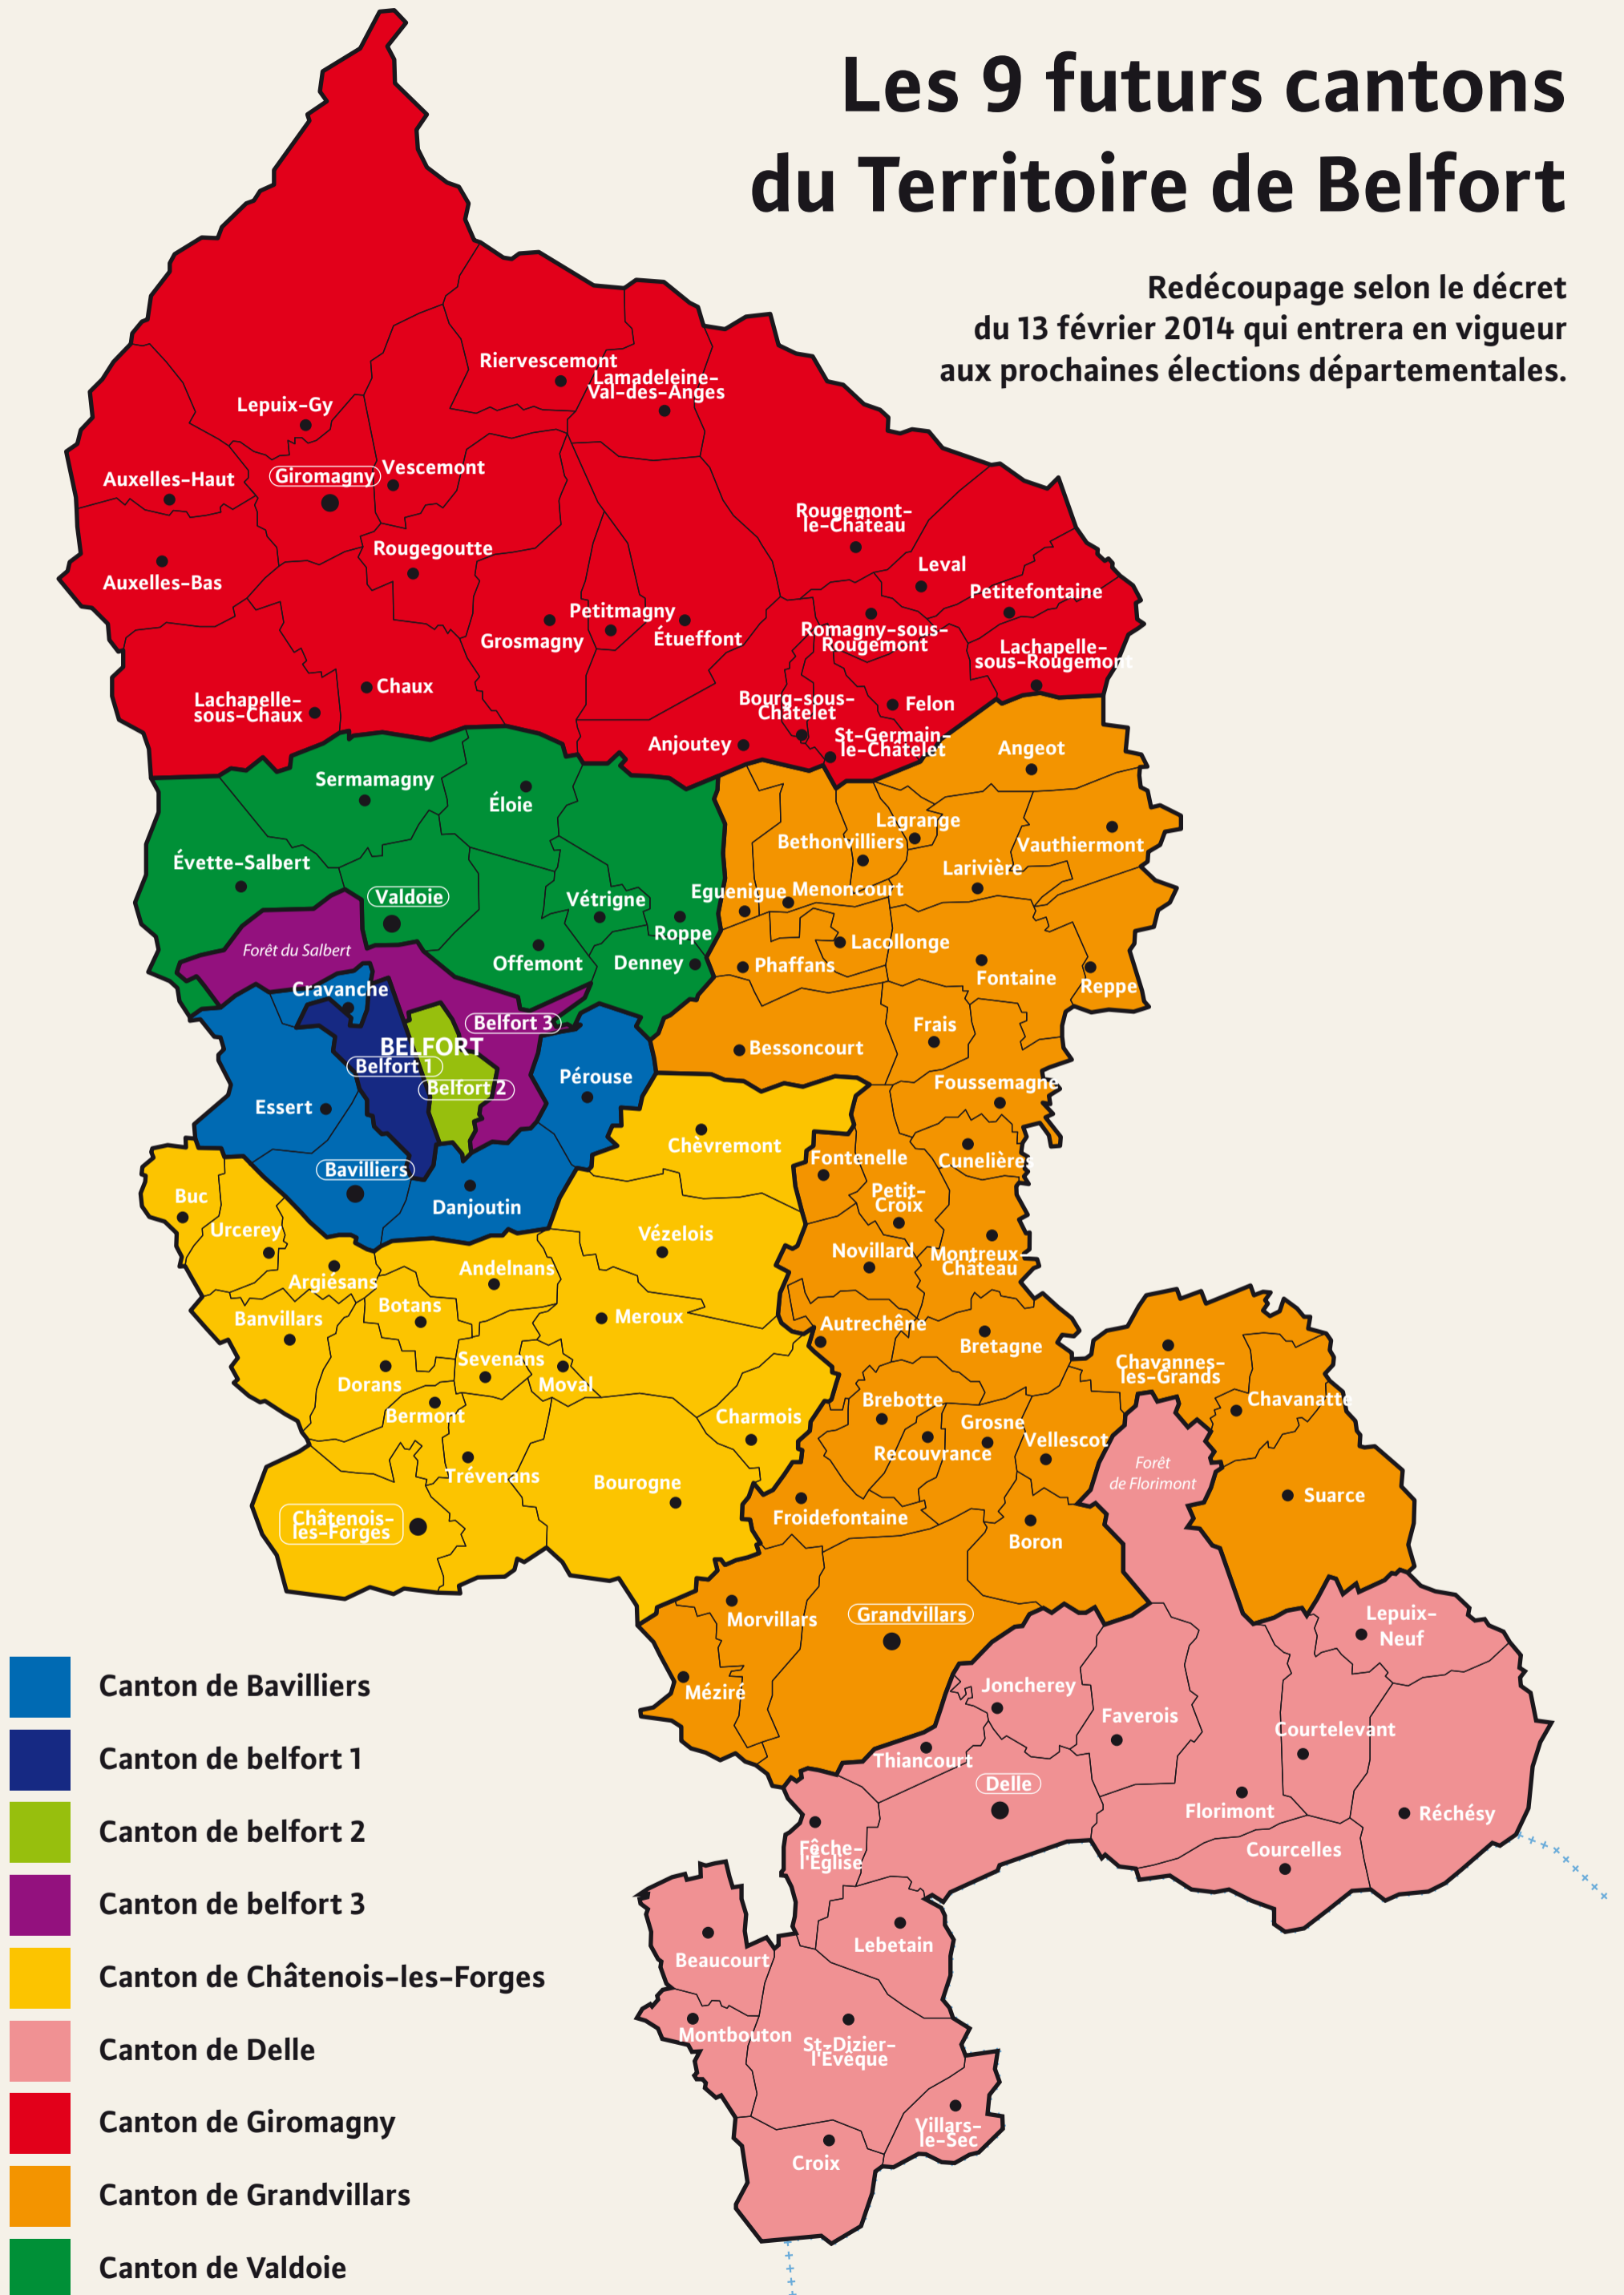 Les 9 futurs cantons
du Territoire de Belfort
Redécoupage selon le décret
du 13 février 2014 qui entrera en vigueur
aux prochaines élections départementales.
Riervescemont
Lamadeleine-
Val-des-Anges
Lepuix-Gy
Auxelles-Haut
Giromagny
Vescemont
Rougemont-
le-Château
Rougegoutte
Leval
Auxelles-Bas
Petitefontaine
Petitmagny
Grosmagny
Étueffont
Romagny-sous-
Rougemont
Lachapelle-
sous-Rougemont
Chaux
Lachapelle-
sous-Chaux
Bourg-sous-
Châtelet
Felon
Anjoutey
St-Germain-
le-Châtelet
Angeot
Sermamagny
Éloie
Lagrange
Bethonvilliers
Vauthiermont
Évette-Salbert
Larivière
Valdoie
Vétrigne
Eguenigue
Menoncourt
Roppe
Forêt du Salbert
Lacollonge
Offemont
Denney
Phaffans
Fontaine
Reppe
Cravanche
Belfort 3
Frais
BELFORT
Bessoncourt
Belfort 1
Pérouse
Belfort 2
Foussemagne
Essert
Chèvremont
Fontenelle
Cunelières
Bavilliers
Buc
Danjoutin
Petit-
Croix
Urcerey
Vézelois
Novillard
Montreux-
Château
Argiésans
Andelnans
Botans
Banvillars
Meroux
Autrechêne
Bretagne
Sevenans
Chavannes-
les-Grands
Dorans
Moval
Chavanatte
Bermont
Charmois
Brebotte
Grosne
Recouvrance
Vellescot
Forêt
de Florimont
Trévenans
Bourogne
Suarce
Châtenois-
les-Forges
Froidefontaine
Boron
Morvillars
Grandvillars
Lepuix-
Neuf
Méziré
Joncherey
Faverois
Courtelevant
Thiancourt
Delle
Florimont
Réchésy
Fêche-
l'Église
Courcelles
Lebetain
Beaucourt
Montbouton
St-Dizier-
l'Évêque
Villars-
le-Sec
Croix
Canton de Bavilliers
Canton de belfort 1
Canton de belfort 2
Canton de belfort 3
Canton de Châtenois-les-Forges
Canton de Delle
Canton de Giromagny
Canton de Grandvillars
Canton de Valdoie